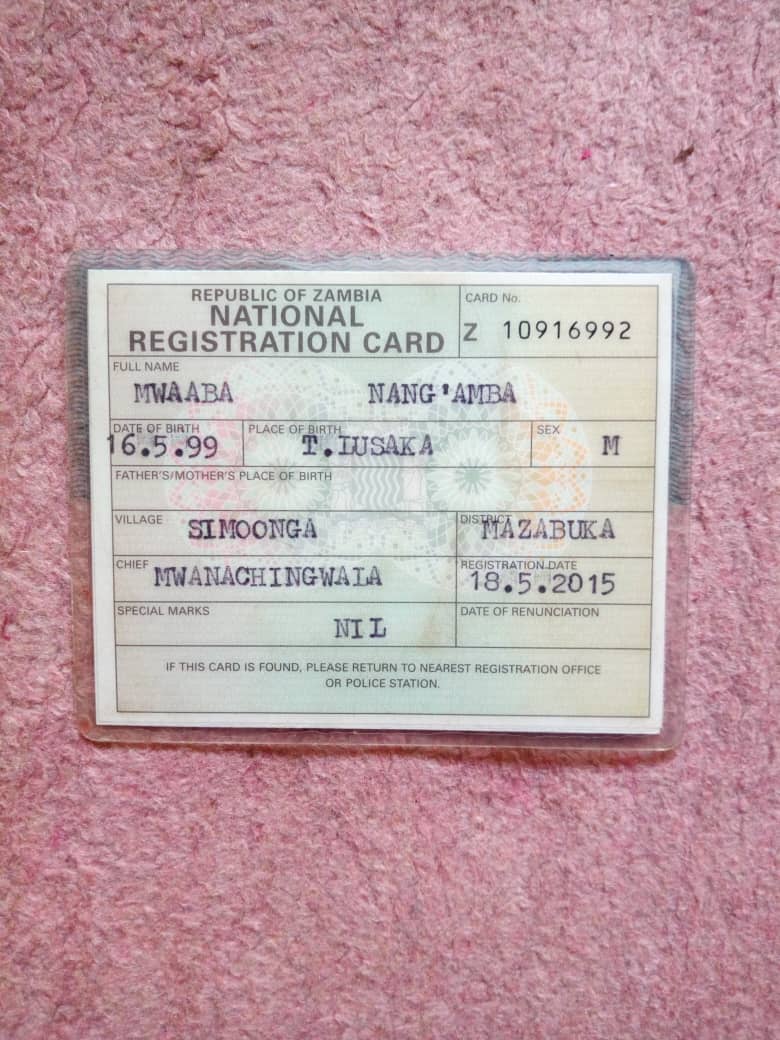 REPUBLIC OF ZAMBIA
NATIONAL
REGISTRATION CARD
CARD No.
Z 10916992
FULL NAME
MWAABA NANG'AMBA
DATE OF BIRTH
16.5.99
PLACE OF BIRTH
T.LUSAKA
SEX
M
FATHER'S/MOTHER'S PLACE OF BIRTH
VILLAGE
SIMOONGA
DISTRICT
MAZABUKA
CHIEF
MWANACHINGWALA
REGISTRATION DATE
18.5.2015
SPECIAL MARKS
NIL
DATE OF RENUNCIATION
IF THIS CARD IS FOUND, PLEASE RETURN TO NEAREST REGISTRATION OFFICE
OR POLICE STATION.